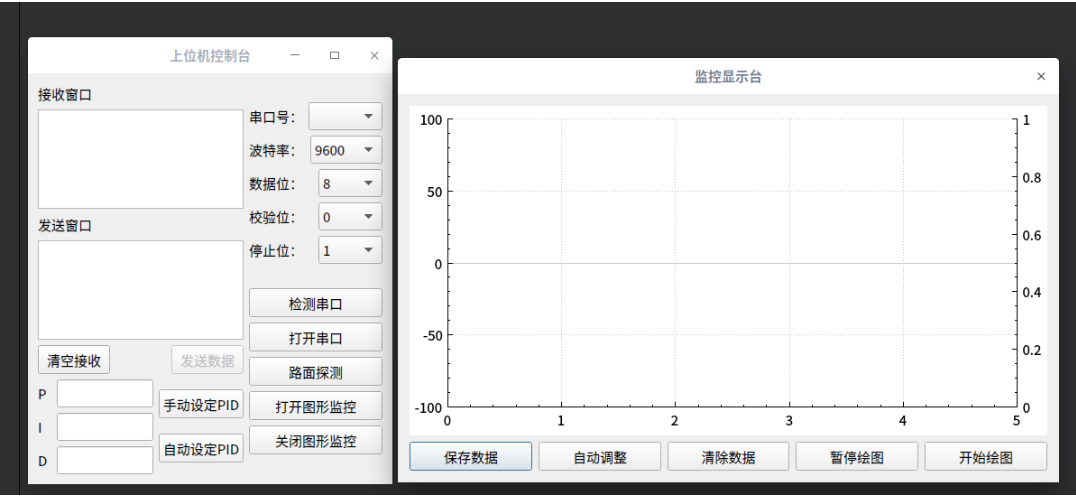 上位机控制台
接收窗口
串口号：
波特率： 9600
数据位： 8
校验位： 0
停止位： 1
发送窗口
检测串口
打开串口
路面探测
打开图形监控
关闭图形监控
清空接收 发送数据
P
I
D
手动设定PID
自动设定PID
监控显示台
100
50
0
-50
-100
0 1 2 3 4 5
1
0.8
0.6
0.4
0.2
0
保存数据 自动调整 清除数据 暂停绘图 开始绘图